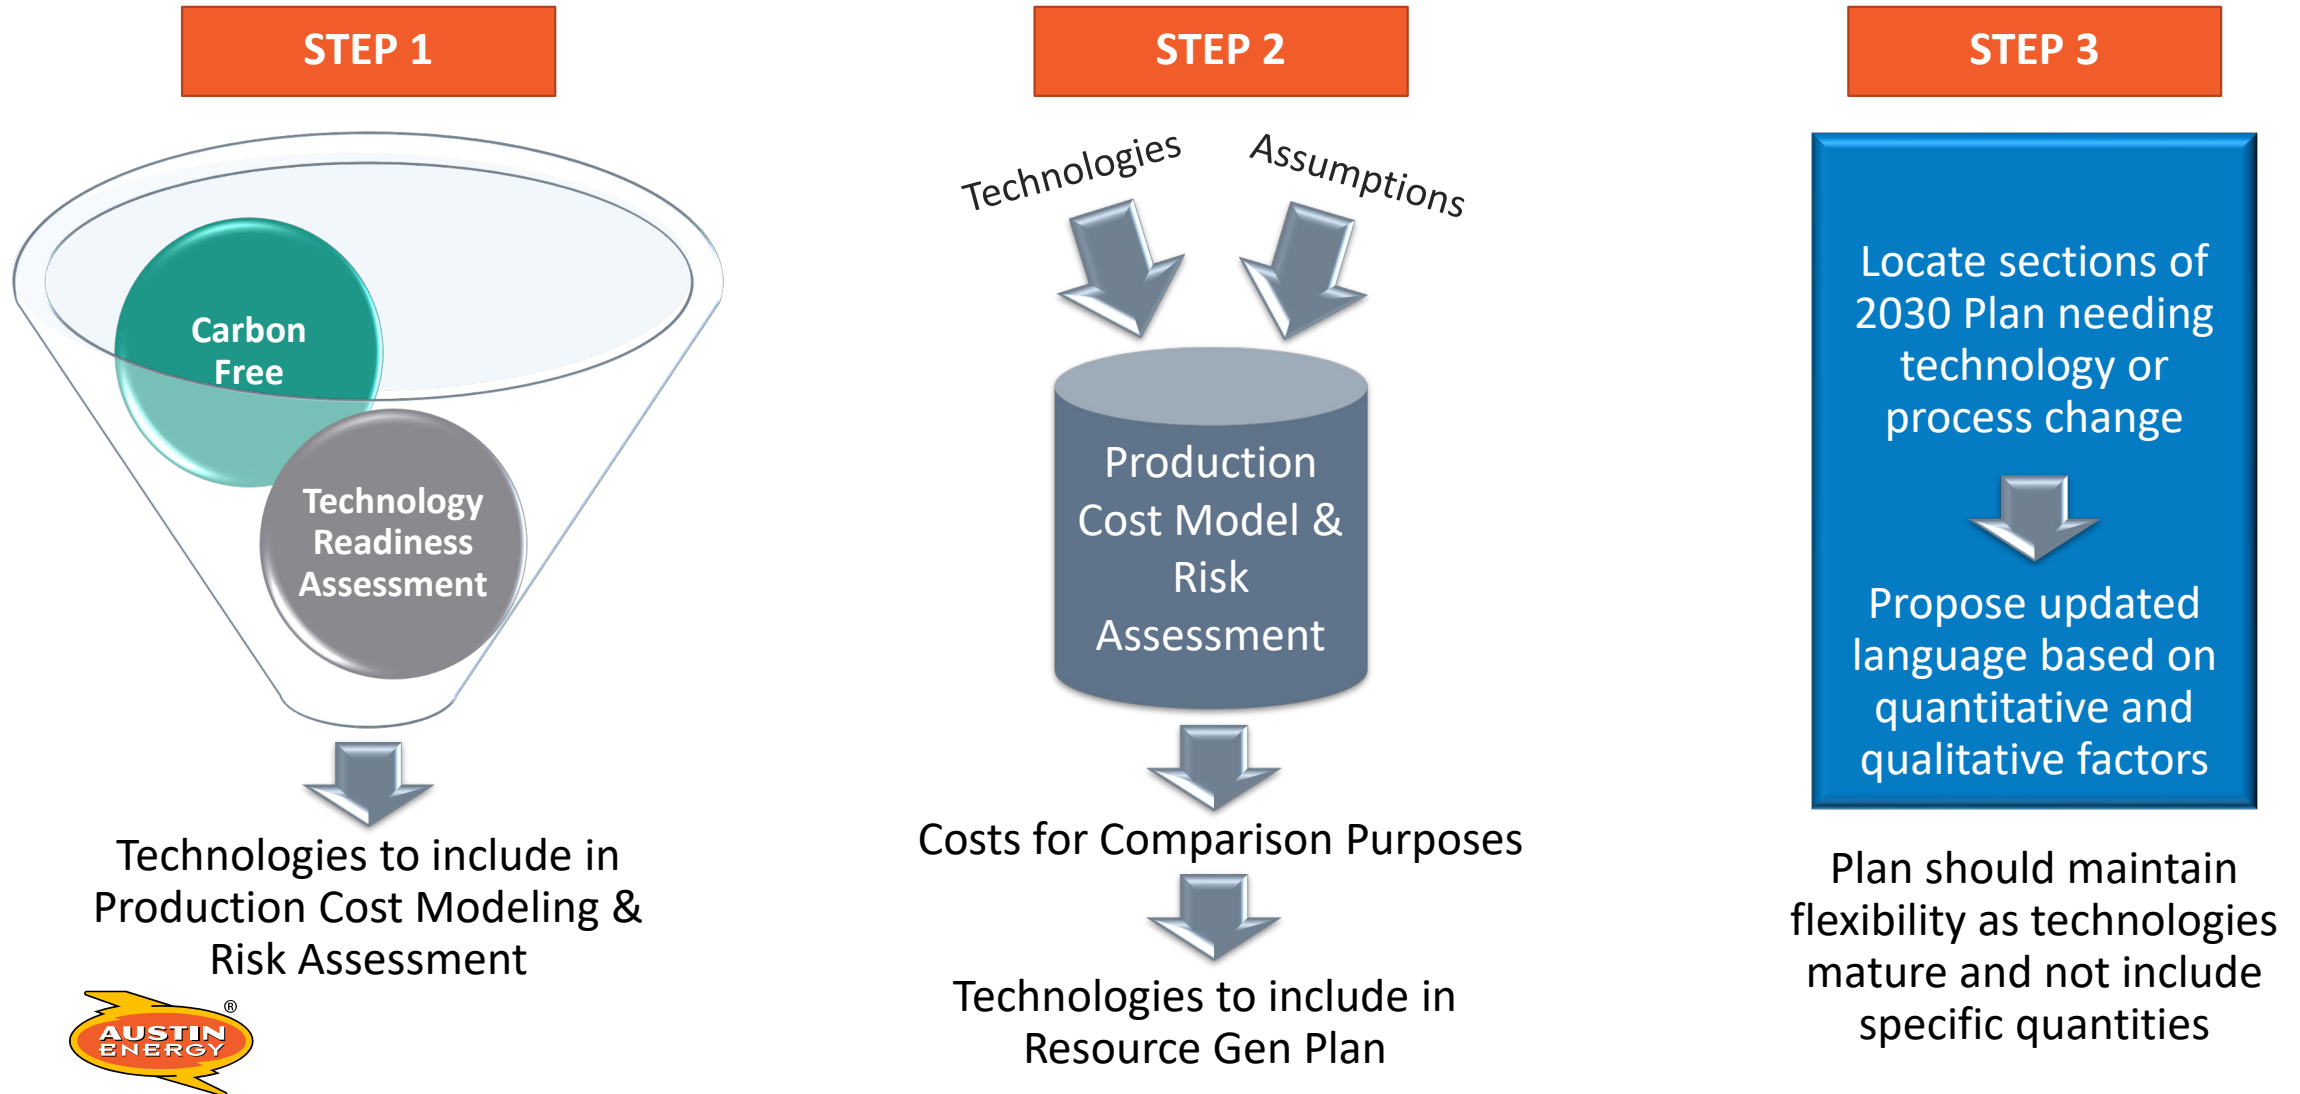 STEP 1
Carbon
Free
Technology
Readiness
Assessment
Technologies to include in
Production Cost Modeling &
Risk Assessment
AUSTIN
ENERGY
®
STEP 2
Technologies
Assumptions
Production
Cost Model &
Risk
Assessment
Costs for Comparison Purposes
Technologies to include in
Resource Gen Plan
STEP 3
Locate sections of
2030 Plan needing
technology or
process change
Propose updated
language based on
quantitative and
qualitative factors
Plan should maintain
flexibility as technologies
mature and not include
specific quantities